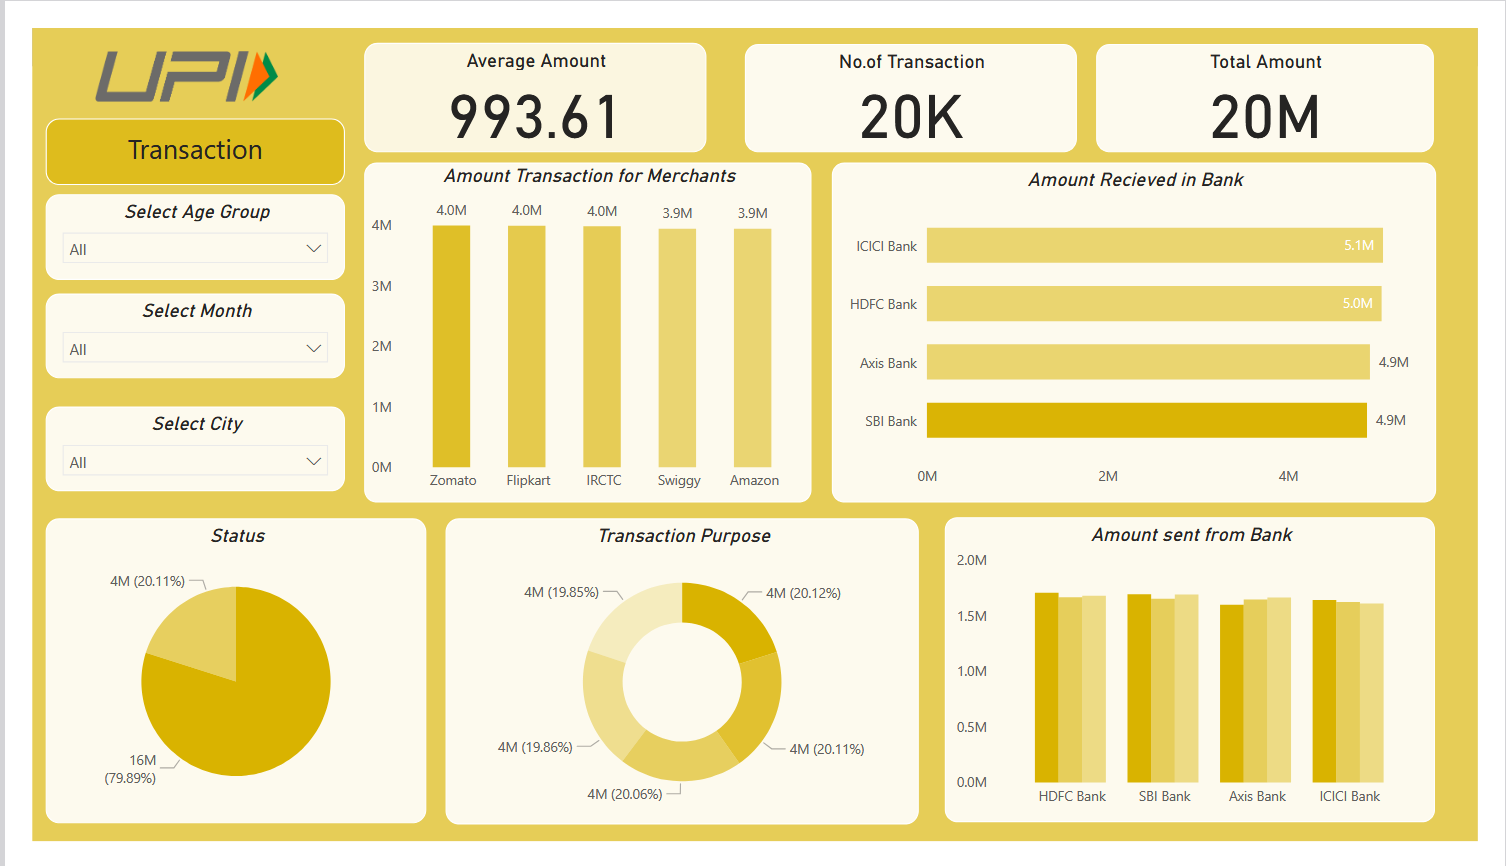 UPI
Transaction
Select Age Group
All
Select Month
All
Select City
All
Average Amount
993.61
No.of Transaction
20K
Total Amount
20M
Amount Transaction for Merchants
4M
3M
2M
1M
0M
4.0M 4.0M 4.0M 3.9M 3.9M
Zomato Flipkart IRCTC Swiggy Amazon
Amount Recieved in Bank
ICICI Bank 5.1M
HDFC Bank 5.0M
Axis Bank 4.9M
SBI Bank 4.9M
0M 2M 4M
Status
4M (20.11%)
16M
(79.89%)
Transaction Purpose
4M (19.85%) 4M (20.12%)
4M (19.86%) 4M (20.11%)
4M (20.06%)
Amount sent from Bank
2.0M
1.5M
1.0M
0.5M
0.0M
HDFC Bank SBI Bank Axis Bank ICICI Bank